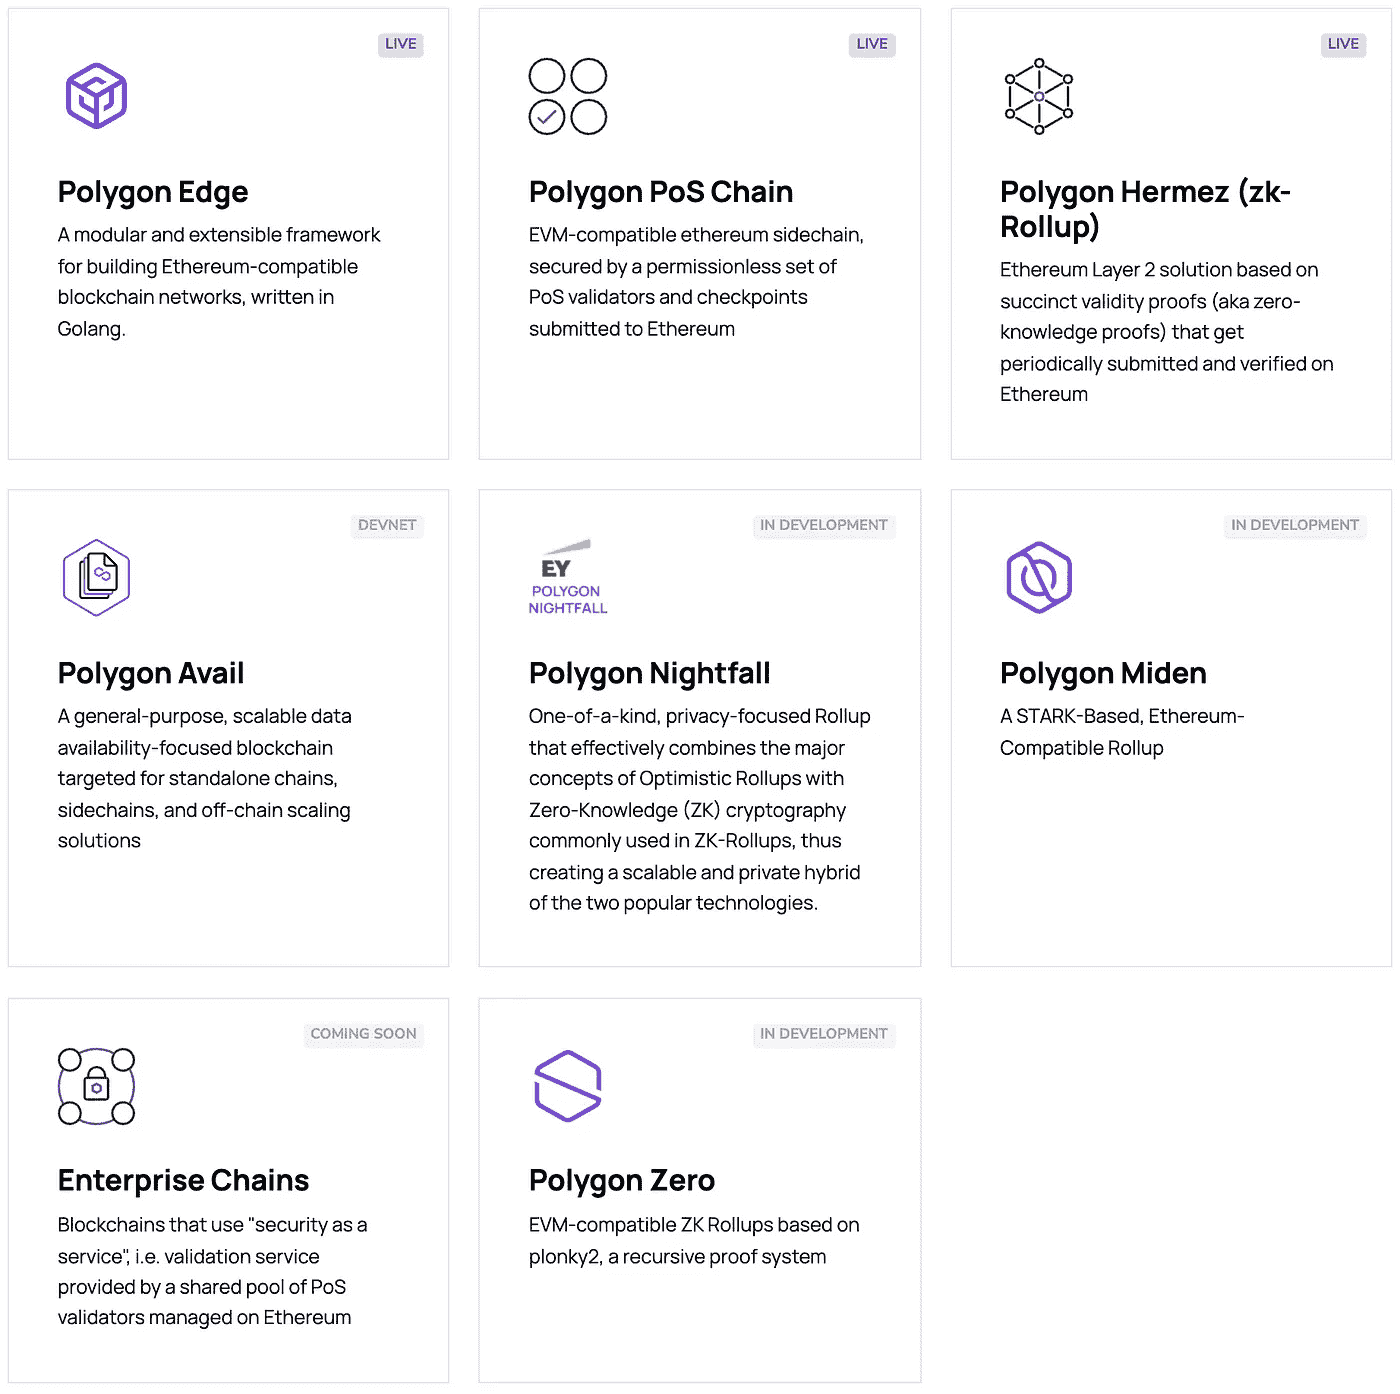 LIVE
Polygon Edge
A modular and extensible framework
for building Ethereum-compatible
blockchain networks, written in
Golang.
LIVE
Polygon PoS Chain
EVM-compatible ethereum sidechain,
secured by a permissionless set of
PoS validators and checkpoints
submitted to Ethereum
LIVE
Polygon Hermez (zk-
Rollup)
Ethereum Layer 2 solution based on
succinct validity proofs (aka zero-
knowledge proofs) that get
periodically submitted and verified on
Ethereum
DEVNET
Polygon Avail
A general-purpose, scalable data
availability-focused blockchain
targeted for standalone chains,
sidechains, and off-chain scaling
solutions
IN DEVELOPMENT
EY
POLYGON
NIGHTFALL
Polygon Nightfall
One-of-a-kind, privacy-focused Rollup
that effectively combines the major
concepts of Optimistic Rollups with
Zero-Knowledge (ZK) cryptography
commonly used in ZK-Rollups, thus
creating a scalable and private hybrid
of the two popular technologies.
IN DEVELOPMENT
Polygon Miden
A STARK-Based, Ethereum-
Compatible Rollup
COMING SOON
Enterprise Chains
Blockchains that use "security as a
service", i.e. validation service
provided by a shared pool of PoS
validators managed on Ethereum
IN DEVELOPMENT
Polygon Zero
EVM-compatible ZK Rollups based on
plonky2, a recursive proof system